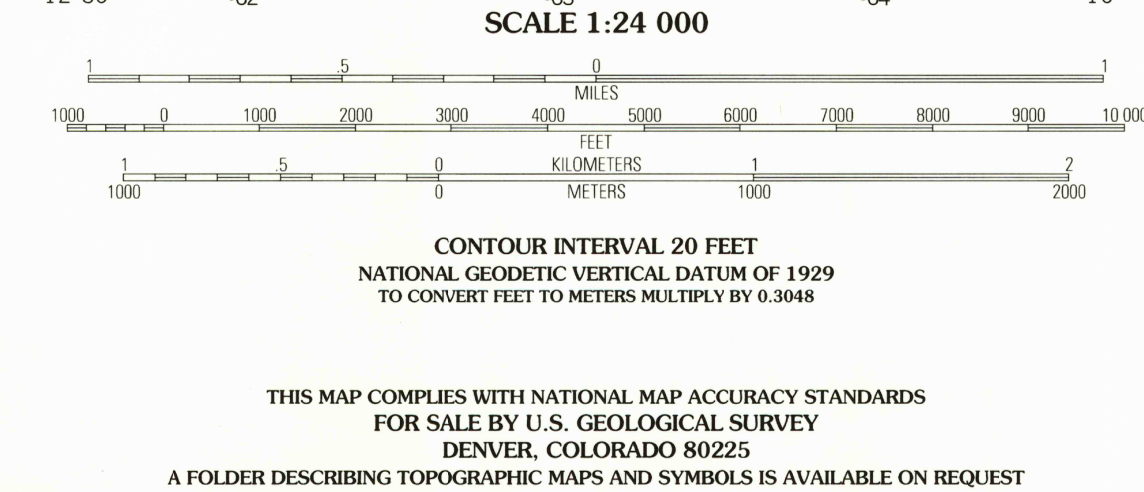 SCALE 1:24 000
1 .5 0 1
MILES
1000 0 1000 2000 3000 4000 5000 6000 7000 8000 9000 10 000
FEET
1 .5 0 KILOMETERS 1 2
1000 0 METERS 1000 2000
CONTOUR INTERVAL 20 FEET
NATIONAL GEODETIC VERTICAL DATUM OF 1929
TO CONVERT FEET TO METERS MULTIPLY BY 0.3048
THIS MAP COMPLIES WITH NATIONAL MAP ACCURACY STANDARDS
FOR SALE BY U.S. GEOLOGICAL SURVEY
DENVER, COLORADO 80225
A FOLDER DESCRIBING TOPOGRAPHIC MAPS AND SYMBOLS IS AVAILABLE ON REQUEST